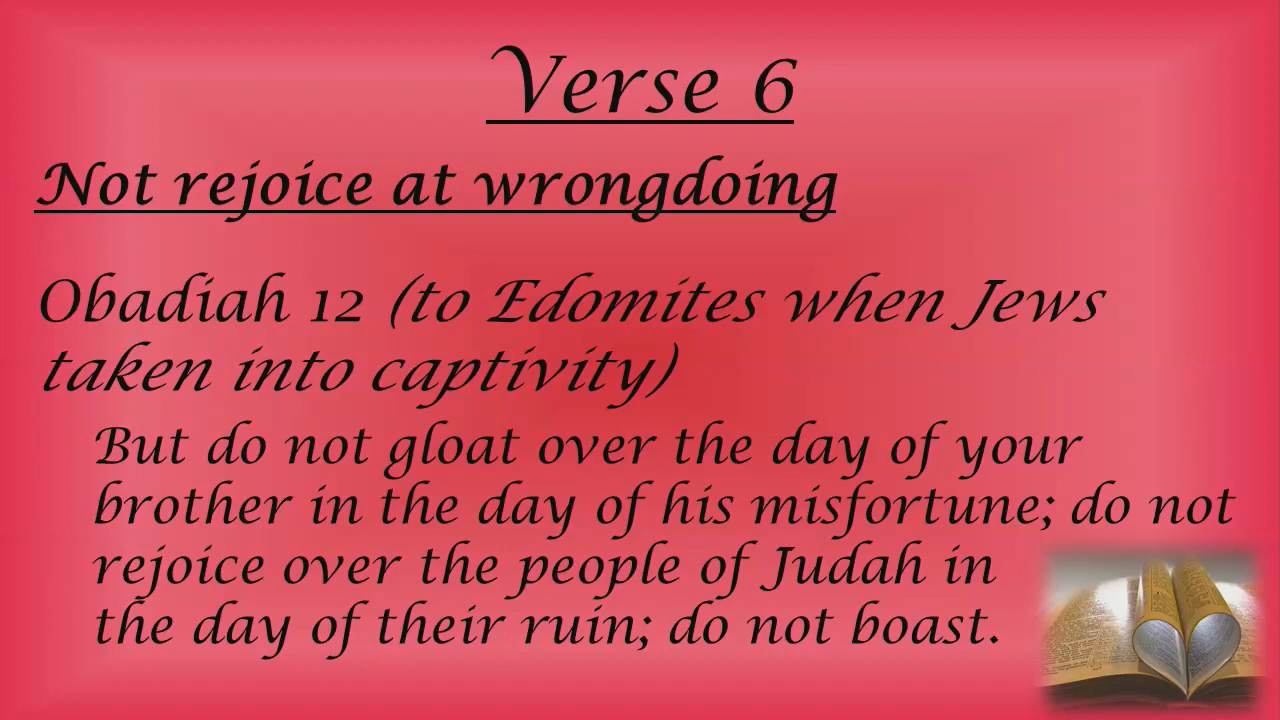 Verse 6
Not rejoice at wrongdoing
Obadiah 12 (to Edomites when Jews
taken into captivity)
But do not gloat over the day of your
brother in the day of his misfortune; do not
rejoice over the people of Judah in
the day of their ruin; do not boast.